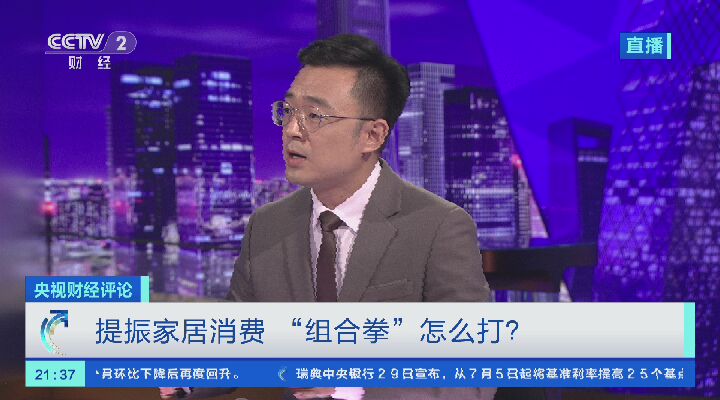 CCTV 2
财经
直播
央视财经评论
提振家居消费 “组合拳”怎么打?
21:37 月环比下降后再度回升。 瑞典中央银行29日宣布，从7月5日起将基准利率提高25个基点